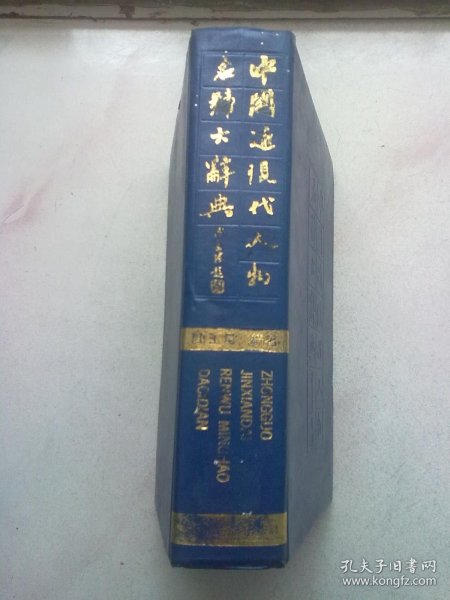 中國近現代人物
名號大辭典
ZHONGGUO
JINXIANDAI
RENWU MINGHAO
DACIDIAN
孔夫子旧书网
www.kongfz.com